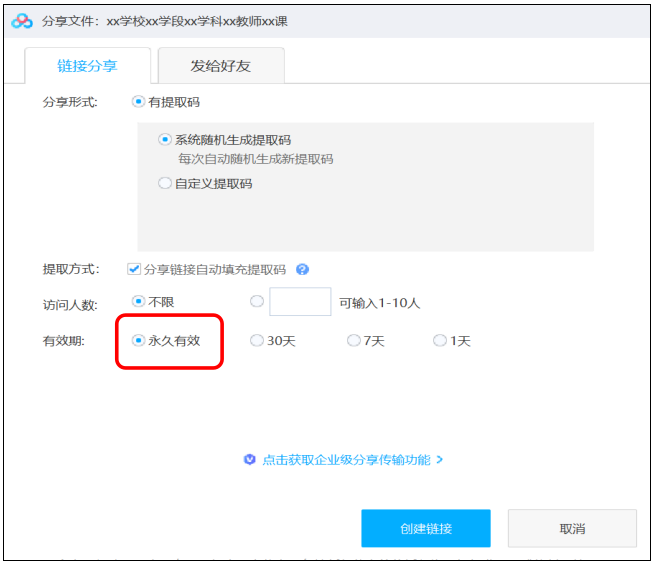 分享文件：xx学校xx学段xx学科xx教师xx课
链接分享 发给好友
分享形式: 有提取码
系统随机生成提取码
每次自动随机生成新提取码
自定义提取码
提取方式: 分享链接自动填充提取码 ?
访问人数: 不限 可输入1-10人
有效期: 永久有效 30天 7天 1天
点击获取企业级分享传输功能 >
创建链接 取消